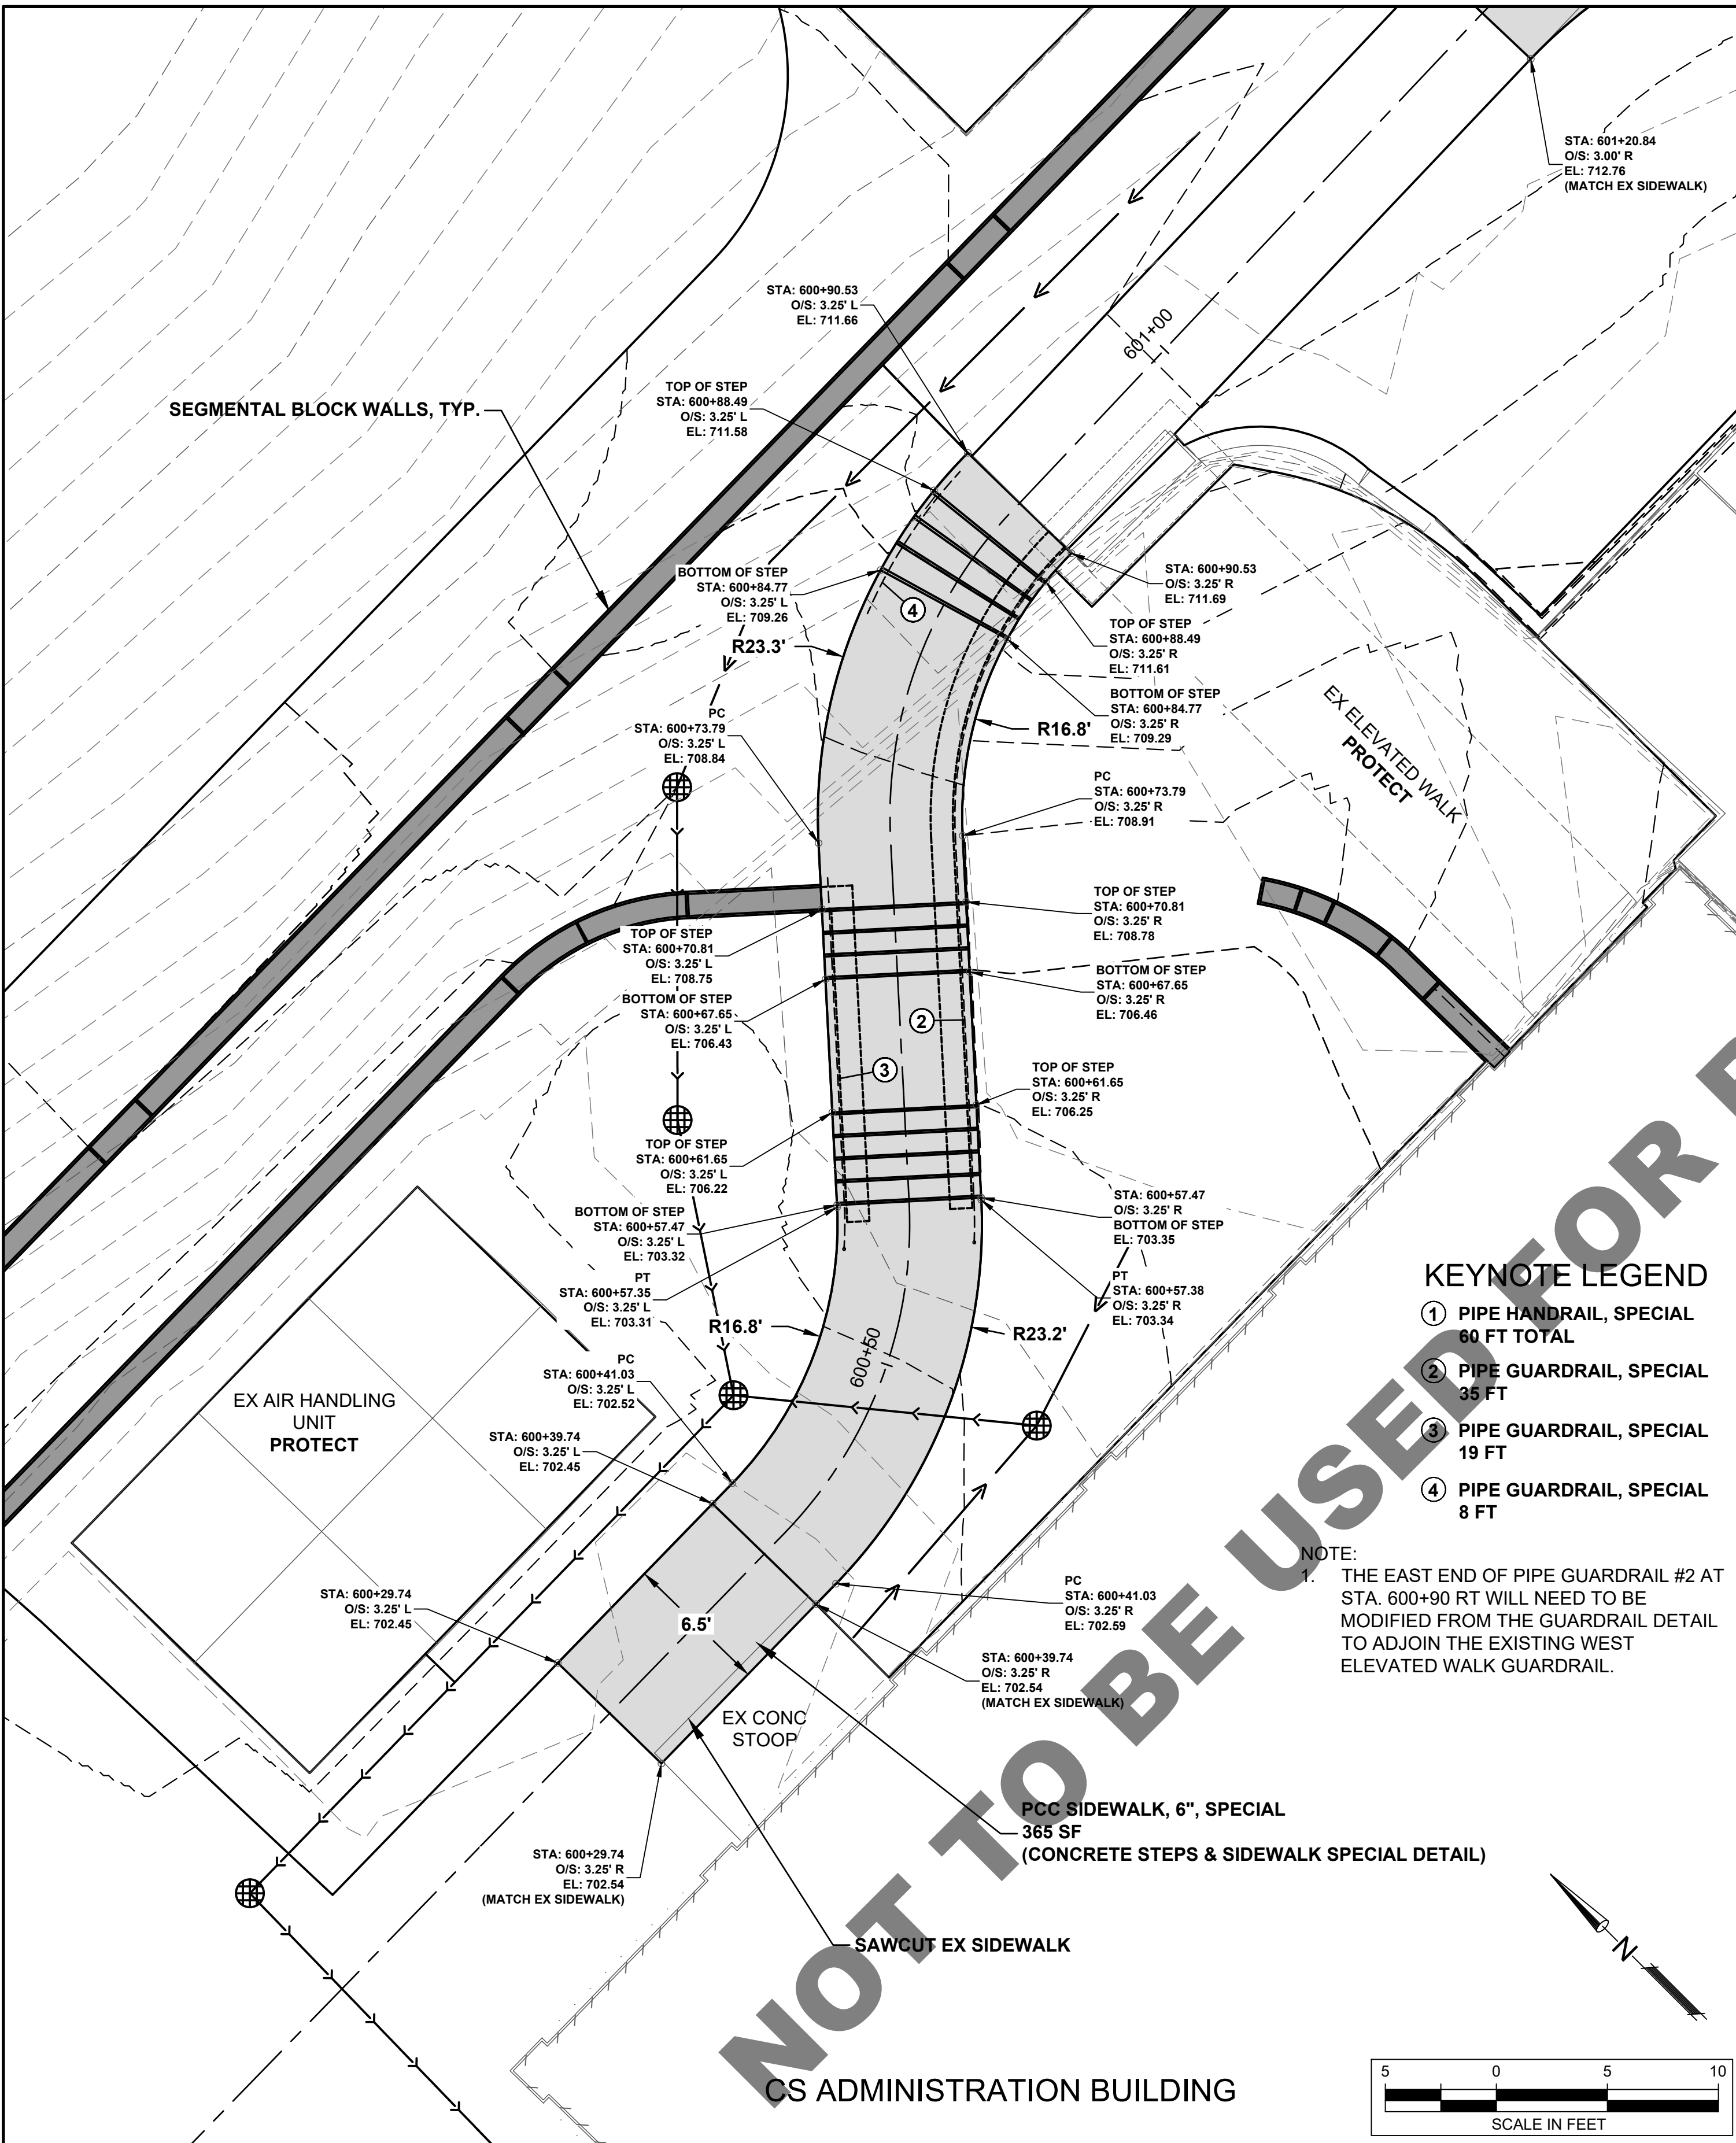 STA: 601+20.84
O/S: 3.00' R
EL: 712.76
(MATCH EX SIDEWALK)
STA: 600+90.53
O/S: 3.25' L
EL: 711.66
601+00
TOP OF STEP
STA: 600+88.49
O/S: 3.25' L
EL: 711.58
SEGMENTAL BLOCK WALLS, TYP.
BOTTOM OF STEP
STA: 600+84.77
O/S: 3.25' L
EL: 709.26
R23.3'
4
STA: 600+90.53
O/S: 3.25' R
EL: 711.69
TOP OF STEP
STA: 600+88.49
O/S: 3.25' R
EL: 711.61
BOTTOM OF STEP
STA: 600+84.77
O/S: 3.25' R
EL: 709.29
R16.8'
EX ELEVATED WALK
PROTECT
PC
STA: 600+73.79
O/S: 3.25' L
EL: 708.84
PC
STA: 600+73.79
O/S: 3.25' R
EL: 708.91
TOP OF STEP
STA: 600+70.81
O/S: 3.25' R
EL: 708.78
TOP OF STEP
STA: 600+70.81
O/S: 3.25' L
EL: 708.75
BOTTOM OF STEP
STA: 600+67.65
O/S: 3.25' L
EL: 706.43
BOTTOM OF STEP
STA: 600+67.65
O/S: 3.25' R
EL: 706.46
2
3
TOP OF STEP
STA: 600+61.65
O/S: 3.25' R
EL: 706.25
TOP OF STEP
STA: 600+61.65
O/S: 3.25' L
EL: 706.22
BOTTOM OF STEP
STA: 600+57.47
O/S: 3.25' L
EL: 703.32
STA: 600+57.47
O/S: 3.25' R
BOTTOM OF STEP
EL: 703.35
PT
STA: 600+57.35
O/S: 3.25' L
EL: 703.31
PT
STA: 600+57.38
O/S: 3.25' R
EL: 703.34
R16.8'
R23.2'
600+50
PC
STA: 600+41.03
O/S: 3.25' L
EL: 702.52
EX AIR HANDLING
UNIT
PROTECT
STA: 600+39.74
O/S: 3.25' L
EL: 702.45
STA: 600+29.74
O/S: 3.25' L
EL: 702.45
6.5'
PC
STA: 600+41.03
O/S: 3.25' R
EL: 702.59
STA: 600+39.74
O/S: 3.25' R
EL: 702.54
(MATCH EX SIDEWALK)
EX CONC
STOOP
STA: 600+29.74
O/S: 3.25' R
EL: 702.54
(MATCH EX SIDEWALK)
PCC SIDEWALK, 6", SPECIAL
365 SF
(CONCRETE STEPS & SIDEWALK SPECIAL DETAIL)
SAWCUT EX SIDEWALK
KEYNOTE LEGEND
1 PIPE HANDRAIL, SPECIAL
60 FT TOTAL
2 PIPE GUARDRAIL, SPECIAL
35 FT
3 PIPE GUARDRAIL, SPECIAL
19 FT
4 PIPE GUARDRAIL, SPECIAL
8 FT
NOTE:
1. THE EAST END OF PIPE GUARDRAIL #2 AT
STA. 600+90 RT WILL NEED TO BE
MODIFIED FROM THE GUARDRAIL DETAIL
TO ADJOIN THE EXISTING WEST
ELEVATED WALK GUARDRAIL.
NOT TO BE USED FOR
CS ADMINISTRATION BUILDING
N
5 0 5 10
SCALE IN FEET